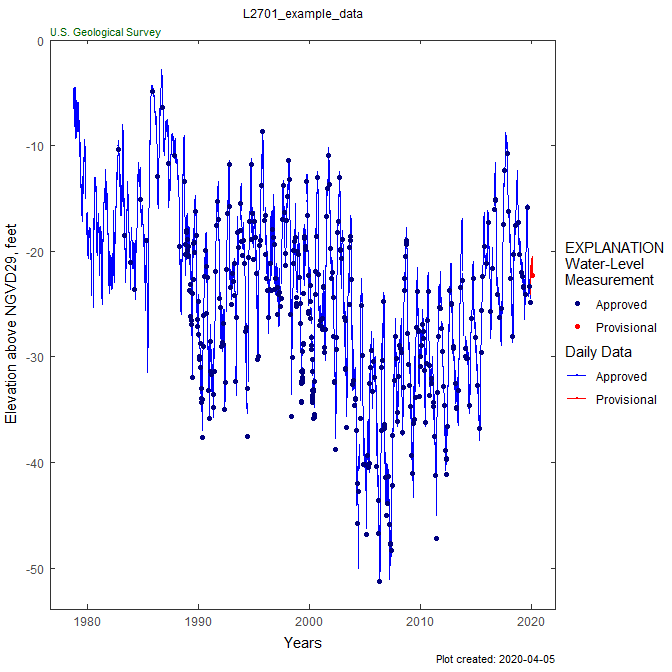 L2701_example_data
U.S. Geological Survey
0
-10
-20
-30
-40
-50
Elevation above NGVD29, feet
1980
1990
2000
2010
2020
Years
EXPLANATION
Water-Level
Measurement
Approved
Provisional
Daily Data
Approved
Provisional
Plot created: 2020-04-05